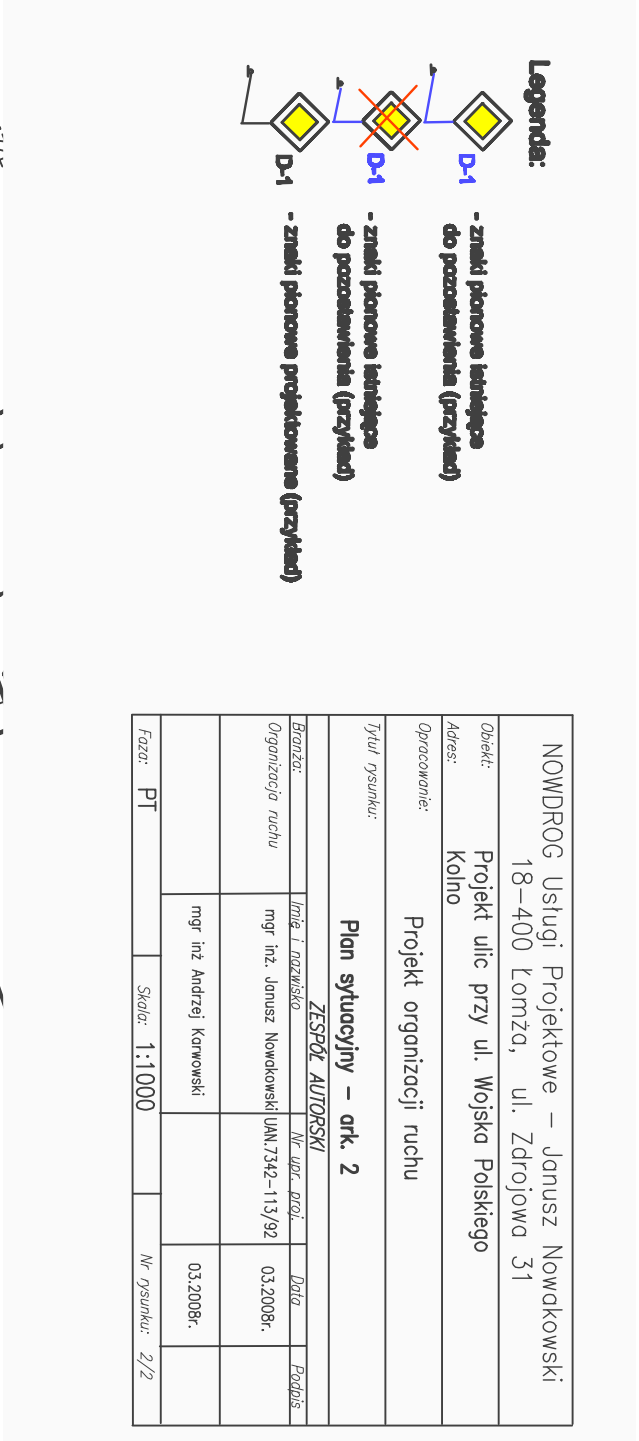 Legenda:
D-1 - znaki pionowe istniejące
do pozostawienia (przykład)
D-1 - znaki pionowe istniejące
do pozostawienia (przykład)
D-1 - znaki pionowe projektowane (przykład)
NOWDROG Usługi Projektowe – Janusz Nowakowski
18-400 Łomża, ul. Zdrojowa 31
Obiekt: Projekt ulic przy ul. Wojska Polskiego
Adres: Kolno
Opracowanie: Projekt organizacji ruchu
Tytuł rysunku: Plan sytuacyjny – ark. 2
ZESPÓŁ AUTORSKI
Branża: Imię i nazwisko Nr upr. proj. Data Podpis
Organizacja ruchu mgr inż. Janusz Nowakowski UAN.7342-113/92 03.2008r.
mgr inż Andrzej Karwowski 03.2008r.
Faza: PT Skala: 1:1000 Nr rysunku: 2/2